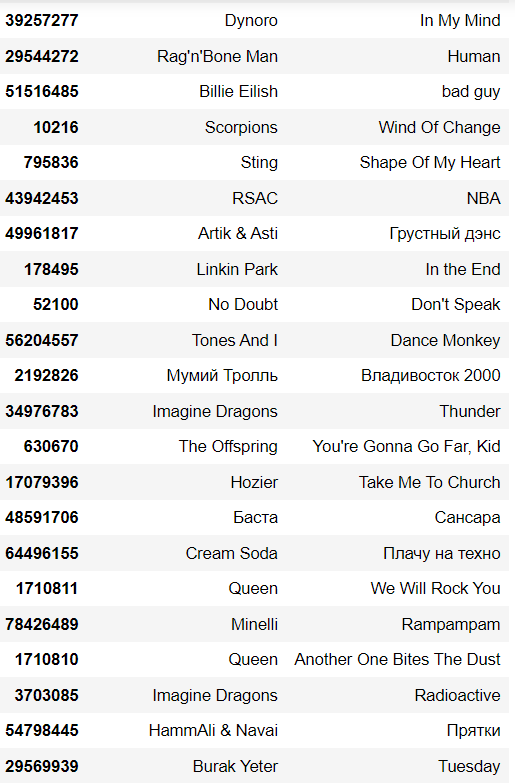 39257277 Dynoro In My Mind
29544272 Rag'n'Bone Man Human
51516485 Billie Eilish bad guy
10216 Scorpions Wind Of Change
795836 Sting Shape Of My Heart
43942453 RSAC NBA
49961817 Artik & Asti Грустный дэнс
178495 Linkin Park In the End
52100 No Doubt Don't Speak
56204557 Tones And I Dance Monkey
2192826 Мумий Тролль Владивосток 2000
34976783 Imagine Dragons Thunder
630670 The Offspring You're Gonna Go Far, Kid
17079396 Hozier Take Me To Church
48591706 Баста Сансара
64496155 Cream Soda Плачу на техно
1710811 Queen We Will Rock You
78426489 Minelli Rampampam
1710810 Queen Another One Bites The Dust
3703085 Imagine Dragons Radioactive
54798445 HammAli & Navai Прятки
29569939 Burak Yeter Tuesday